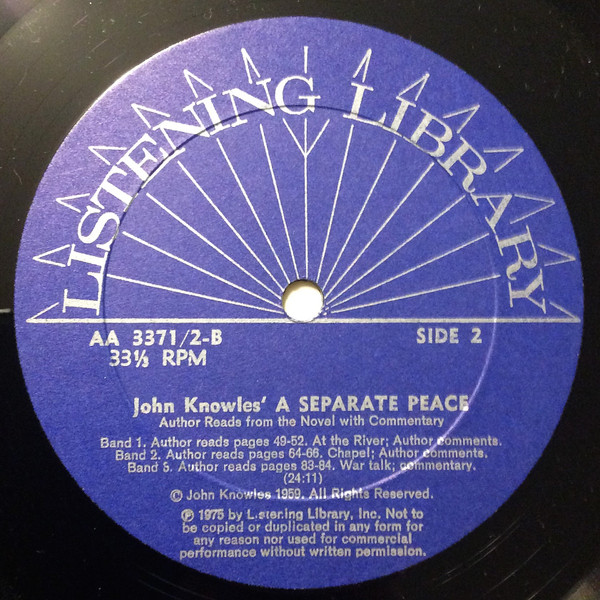 LISTENING LIBRARY
AA 3371/2-B
SIDE 2
33⅓ RPM
John Knowles' A SEPARATE PEACE
Author Reads from the Novel with Commentary
Band 1. Author reads pages 49-52. At the River; Author comments.
Band 2. Author reads pages 64-66. Chapel; Author comments.
Band 3. Author reads pages 83-84. War talk; commentary.
(24:11)
© John Knowles 1959. All Rights Reserved.
℗ 1975 by Listening Library, Inc. Not to
be copied or duplicated in any form for
any reason nor used for commercial
performance without written permission.